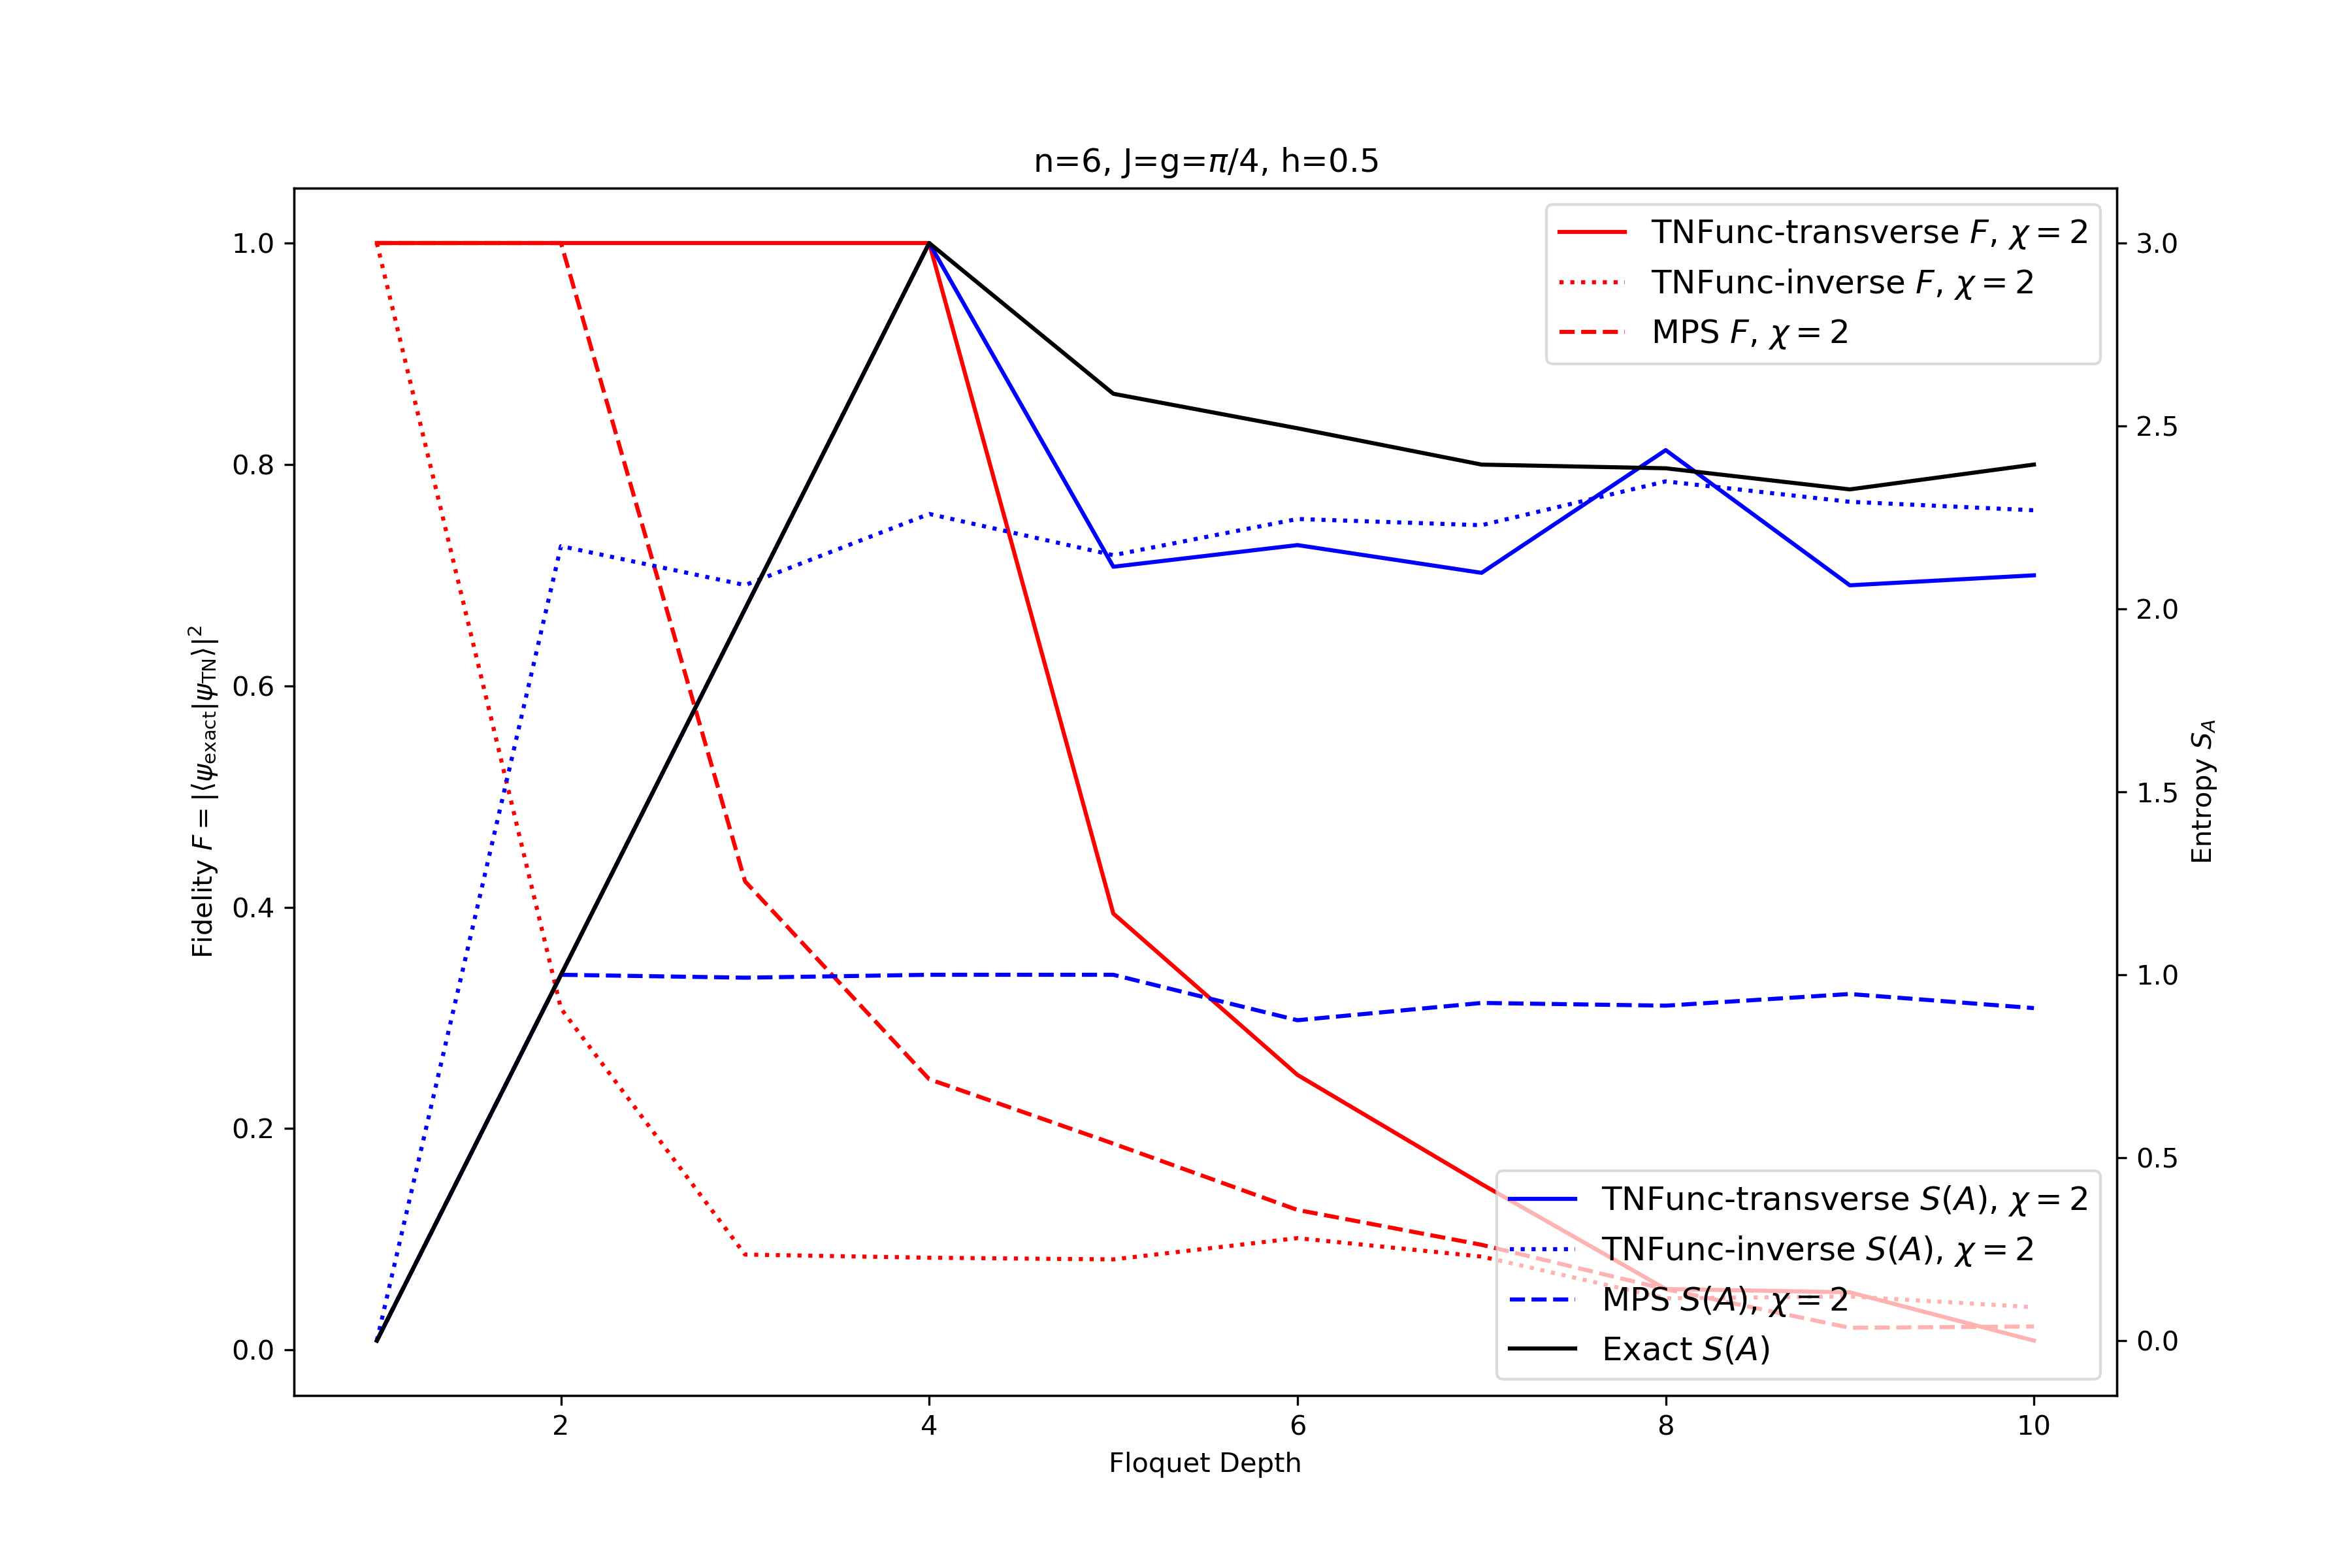 n=6, J=g=π/4, h=0.5
TNFunc-transverse F, χ = 2
TNFunc-inverse F, χ = 2
MPS F, χ = 2
1.0
0.8
0.6
0.4
0.2
0.0
Fidelity F = |⟨ψ_exact|ψ_TN⟩|²
3.0
2.5
2.0
1.5
1.0
0.5
0.0
Entropy S_A
TNFunc-transverse S(A), χ = 2
TNFunc-inverse S(A), χ = 2
MPS S(A), χ = 2
Exact S(A)
2 4 6 8 10
Floquet Depth